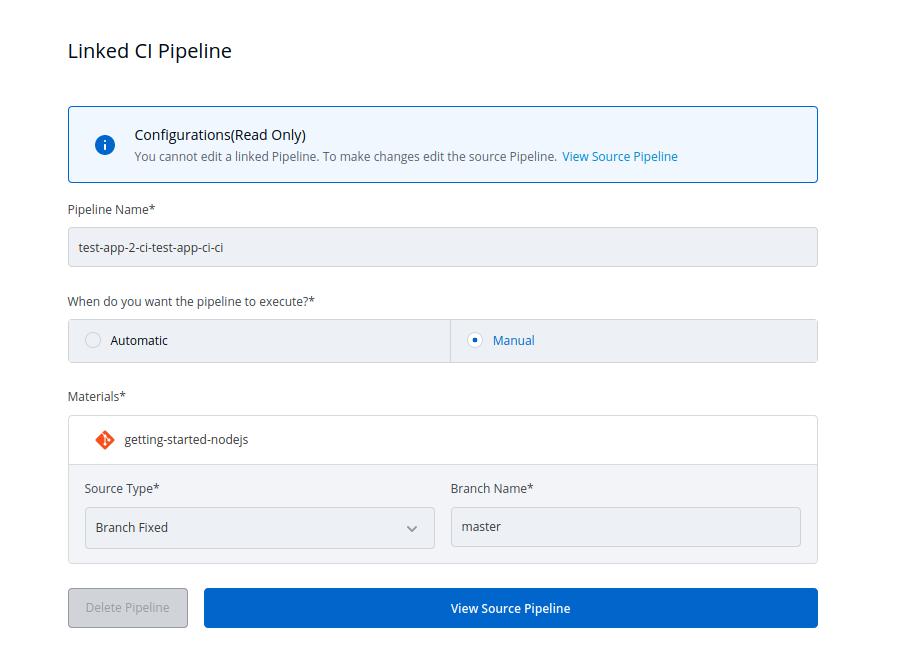 Linked CI Pipeline
Configurations(Read Only)
You cannot edit a linked Pipeline. To make changes edit the source Pipeline. View Source Pipeline
Pipeline Name*
test-app-2-ci-test-app-ci-ci
When do you want the pipeline to execute?*
Automatic Manual
Materials*
getting-started-nodejs
Source Type* Branch Name*
Branch Fixed master
Delete Pipeline View Source Pipeline